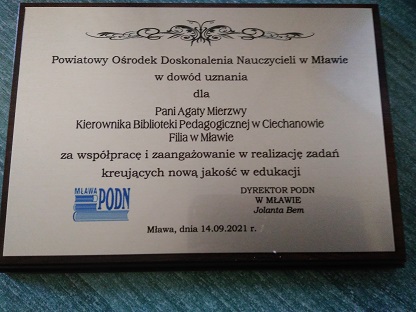 Powiatowy Ośrodek Doskonalenia Nauczycieli w Mławie
w dowód uznania
dla
Pani Agaty Mierzwy
Kierownika Biblioteki Pedagogicznej w Ciechanowie
Filia w Mławie
za współpracę i zaangażowanie w realizację zadań
kreujących nową jakość w edukacji
MŁAWA
PODN
DYREKTOR PODN
W MŁAWIE
Jolanta Bem
Mława, dnia 14.09.2021 r.